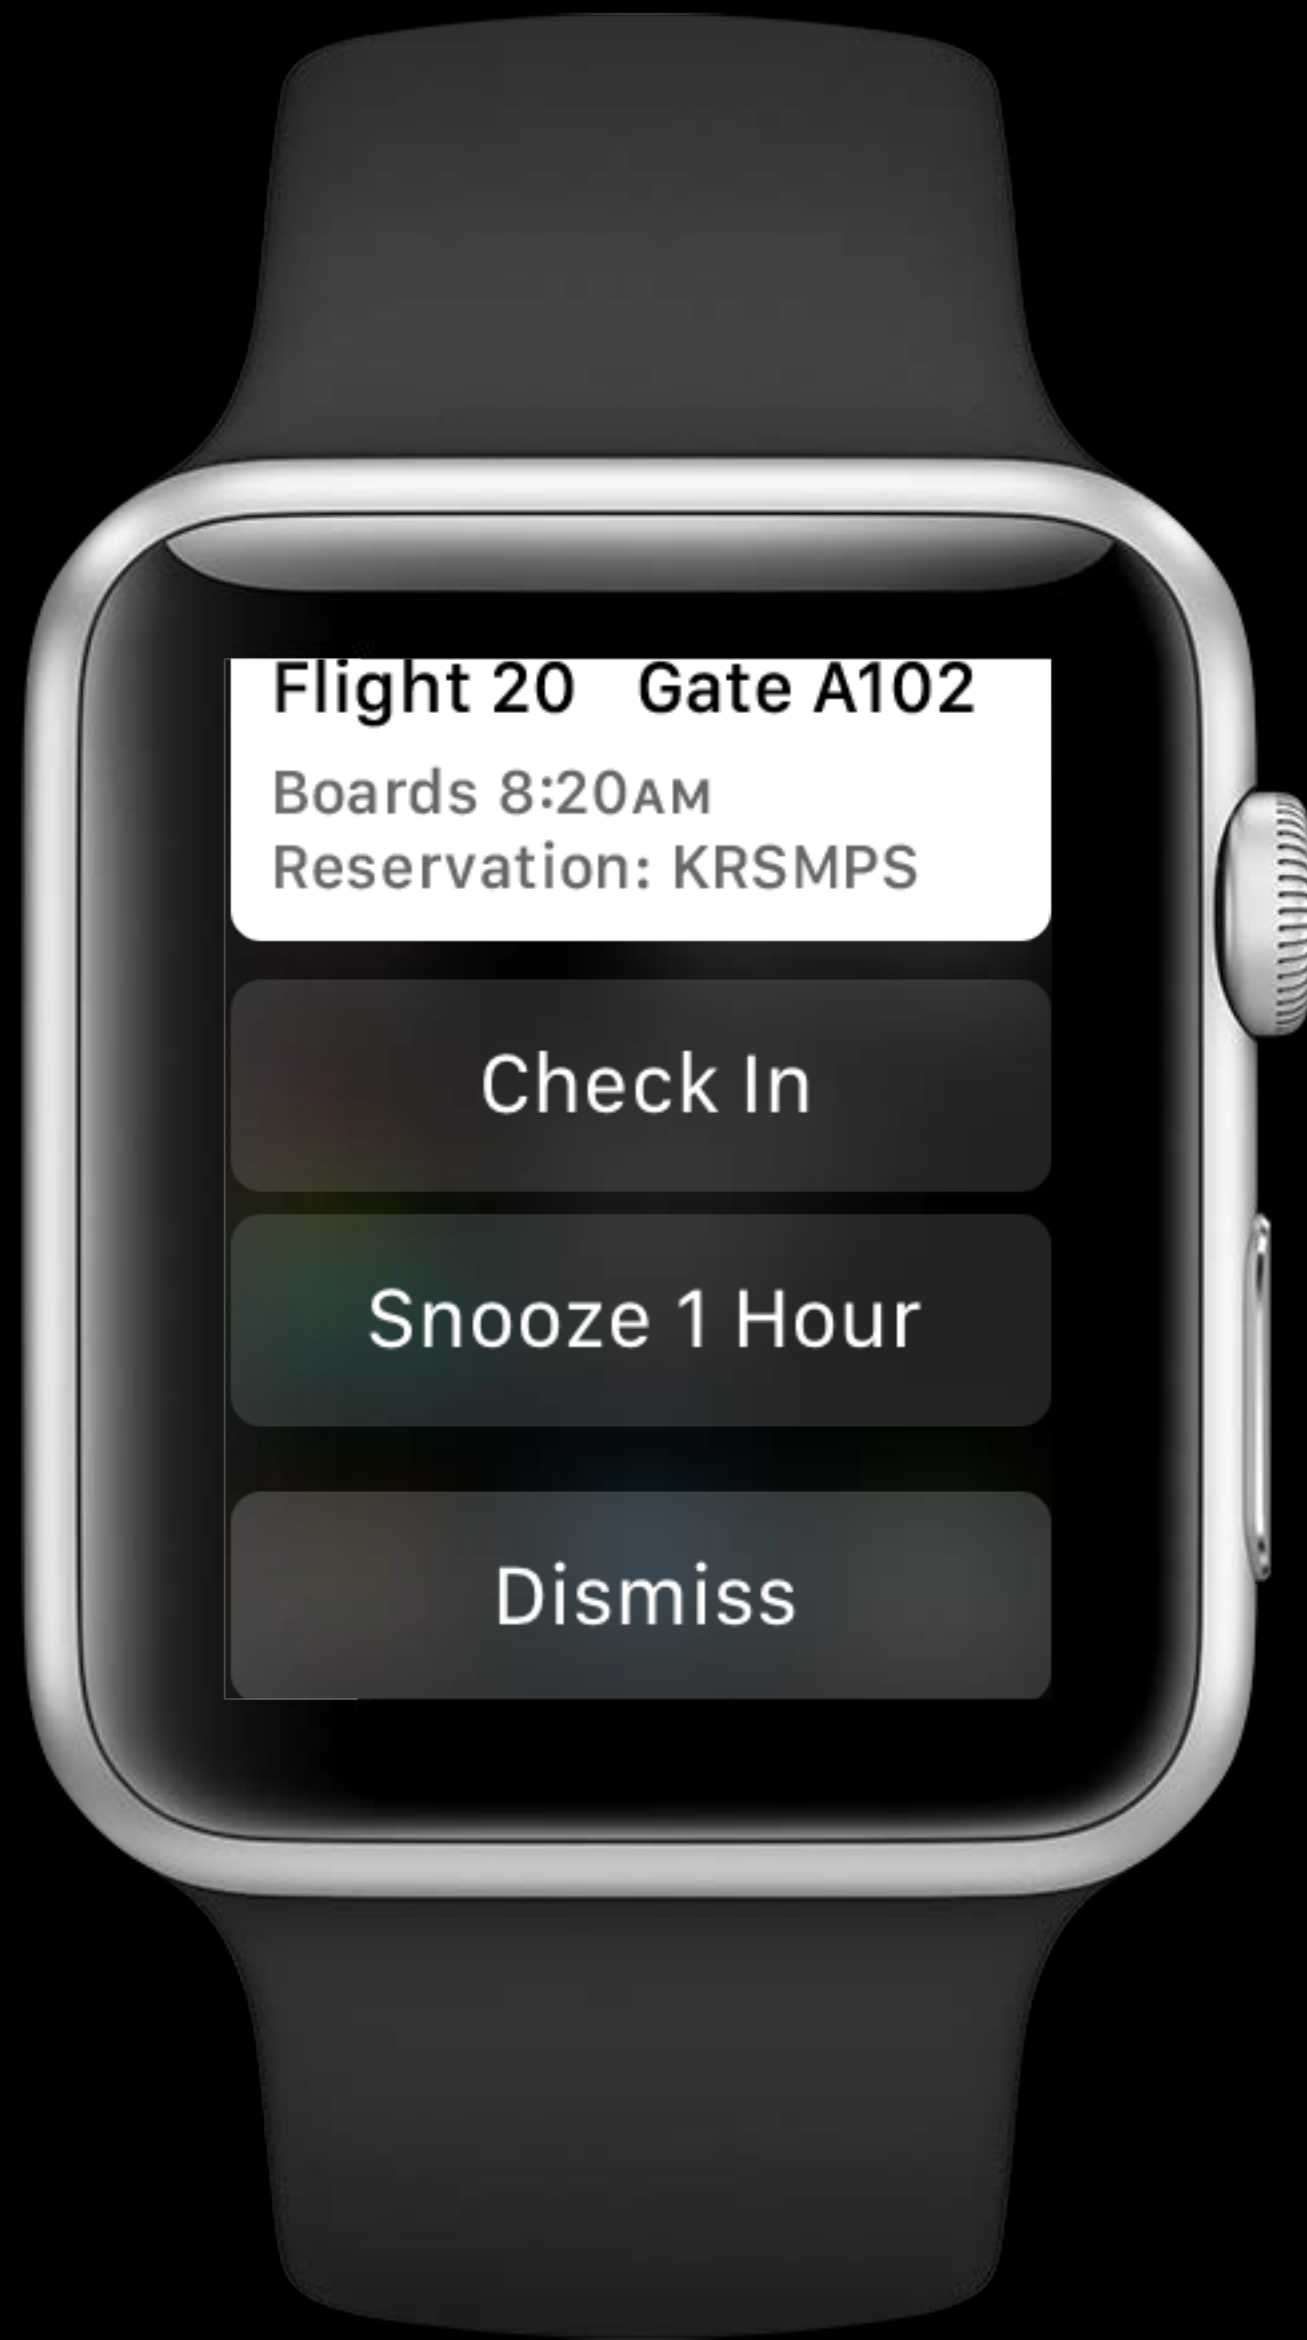 Flight 20 Gate A102
Boards 8:20AM
Reservation: KRSMPS
Check In
Snooze 1 Hour
Dismiss